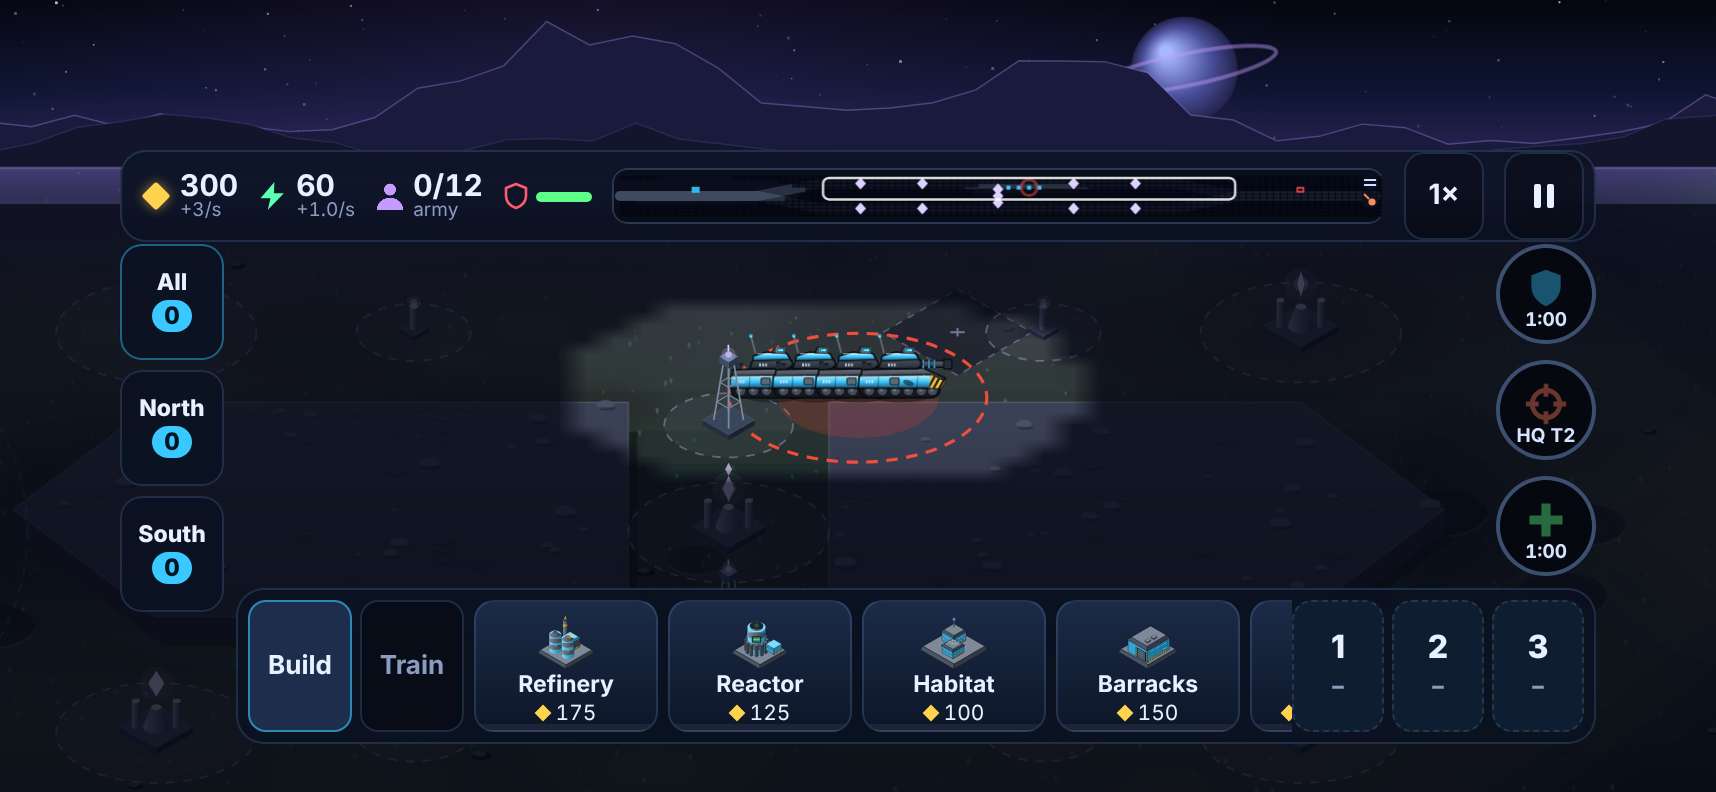 300
+3/s
60
+1.0/s
0/12
army
1×
All
0
North
0
South
0
1:00
HQ T2
1:00
Build
Train
Refinery
175
Reactor
125
Habitat
100
Barracks
150
1
-
2
-
3
-